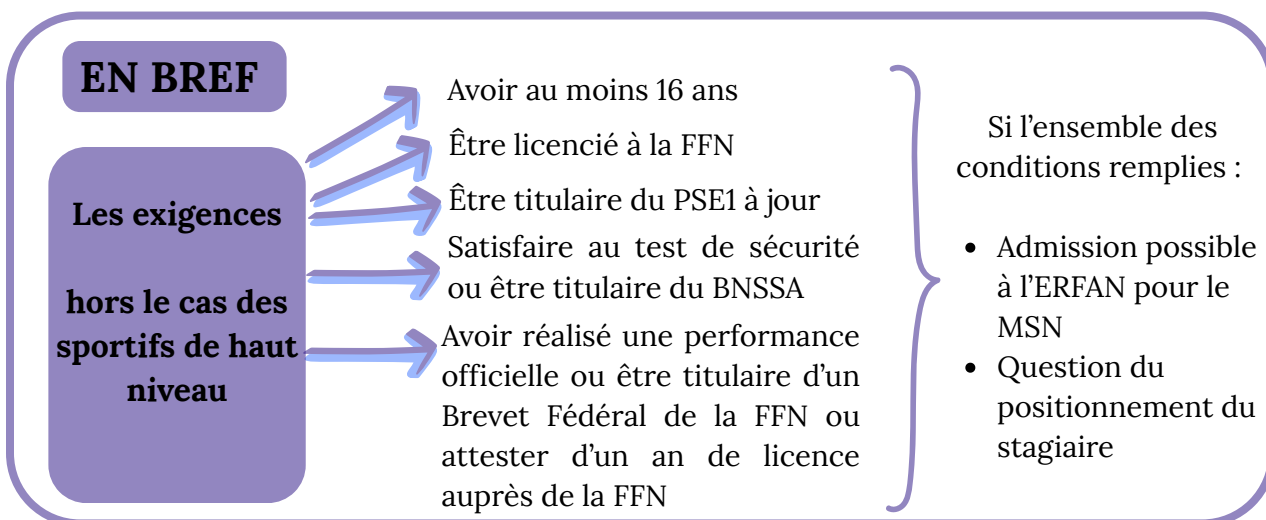 EN BREF
Les exigences
hors le cas des
sportifs de haut
niveau
Avoir au moins 16 ans
Être licencié à la FFN
Être titulaire du PSE1 à jour
Satisfaire au test de sécurité
ou être titulaire du BNSSA
Avoir réalisé une performance
officielle ou être titulaire d’un
Brevet Fédéral de la FFN ou
attester d’un an de licence
auprès de la FFN
Si l’ensemble des
conditions remplies :
• Admission possible
à l’ERFAN pour le
MSN
• Question du
positionnement du
stagiaire